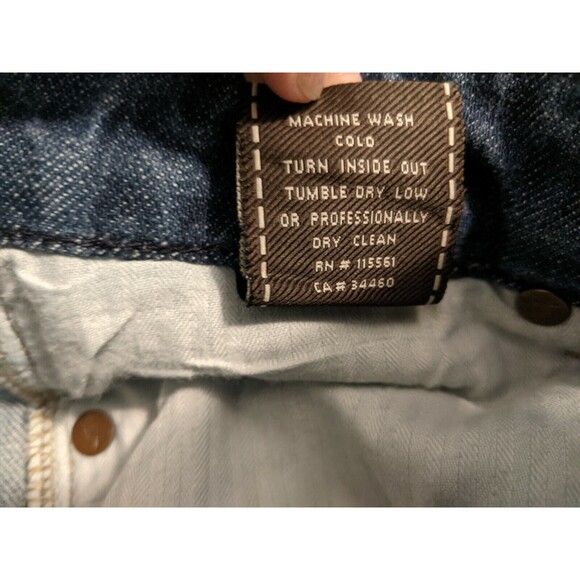 MACHINE WASH
COLD
TURN INSIDE OUT
TUMBLE DRY LOW
OR PROFESSIONALLY
DRY CLEAN
RN # 115561
CA # 34460